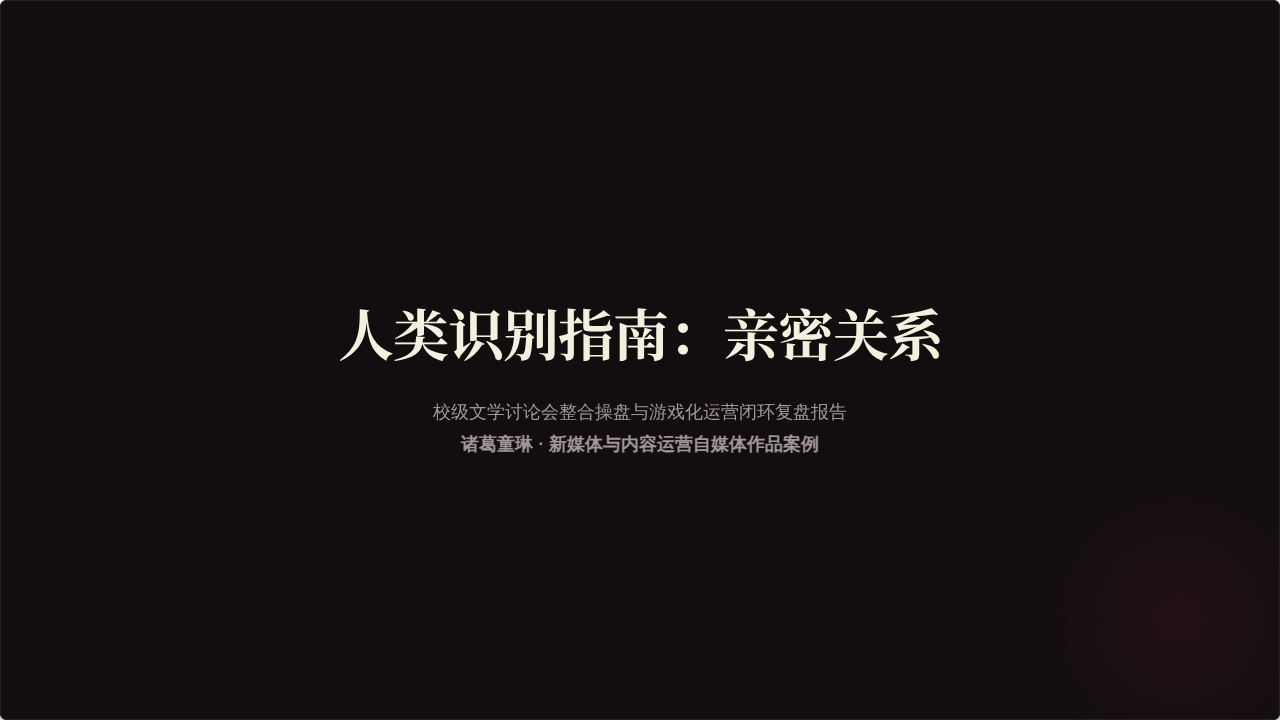 人类识别指南：亲密关系
校级文学讨论会整合操盘与游戏化运营闭环复盘报告
诸葛童琳 · 新媒体与内容运营自媒体作品案例